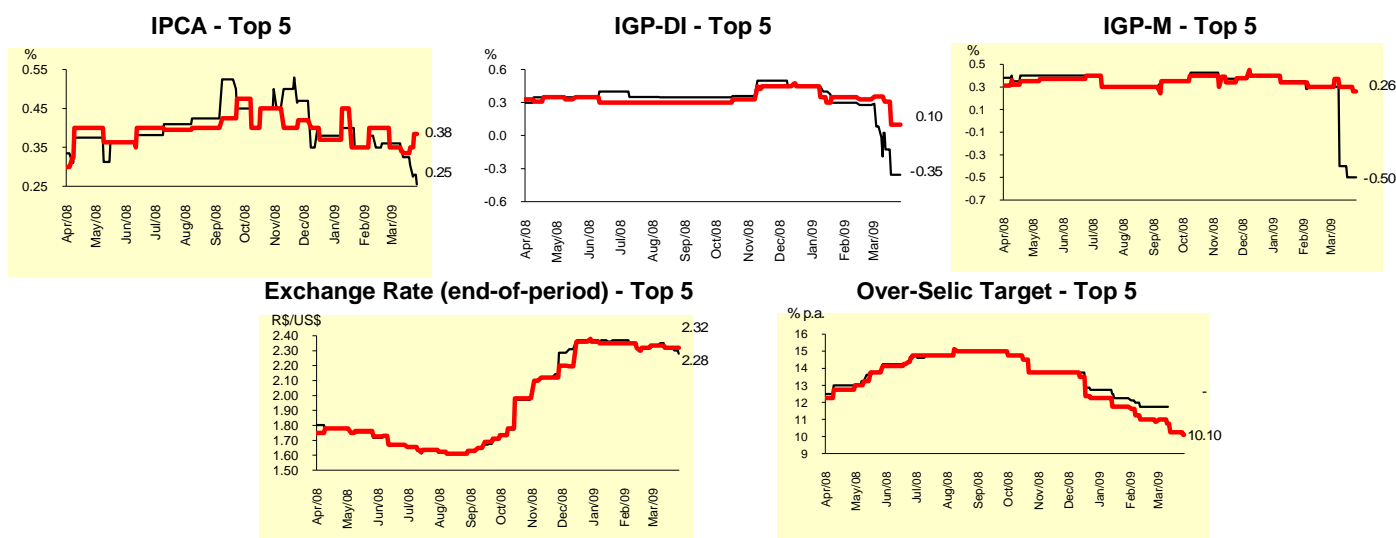 IPCA - Top 5
%
0.55
0.45
0.35
0.25
0.38
0.25
Apr/08
May/08
Jun/08
Jul/08
Aug/08
Sep/08
Oct/08
Nov/08
Dec/08
Jan/09
Feb/09
Mar/09
IGP-DI - Top 5
%
0.6
0.3
0.0
-0.3
-0.6
0.10
-0.35
Apr/08
May/08
Jun/08
Jul/08
Aug/08
Sep/08
Oct/08
Nov/08
Dec/08
Jan/09
Feb/09
Mar/09
IGP-M - Top 5
%
0.5
0.3
0.1
-0.1
-0.3
-0.5
-0.7
0.26
-0.50
Apr/08
May/08
Jun/08
Jul/08
Aug/08
Sep/08
Oct/08
Nov/08
Dec/08
Jan/09
Feb/09
Mar/09
Exchange Rate (end-of-period) - Top 5
R$/US$
2.40
2.30
2.20
2.10
2.00
1.90
1.80
1.70
1.60
1.50
2.32
2.28
Apr/08
May/08
Jun/08
Jul/08
Aug/08
Sep/08
Oct/08
Nov/08
Dec/08
Jan/09
Feb/09
Mar/09
Over-Selic Target - Top 5
% p.a.
16
15
14
13
12
11
10
9
-
10.10
Apr/08
May/08
Jun/08
Jul/08
Aug/08
Sep/08
Oct/08
Nov/08
Dec/08
Jan/09
Feb/09
Mar/09